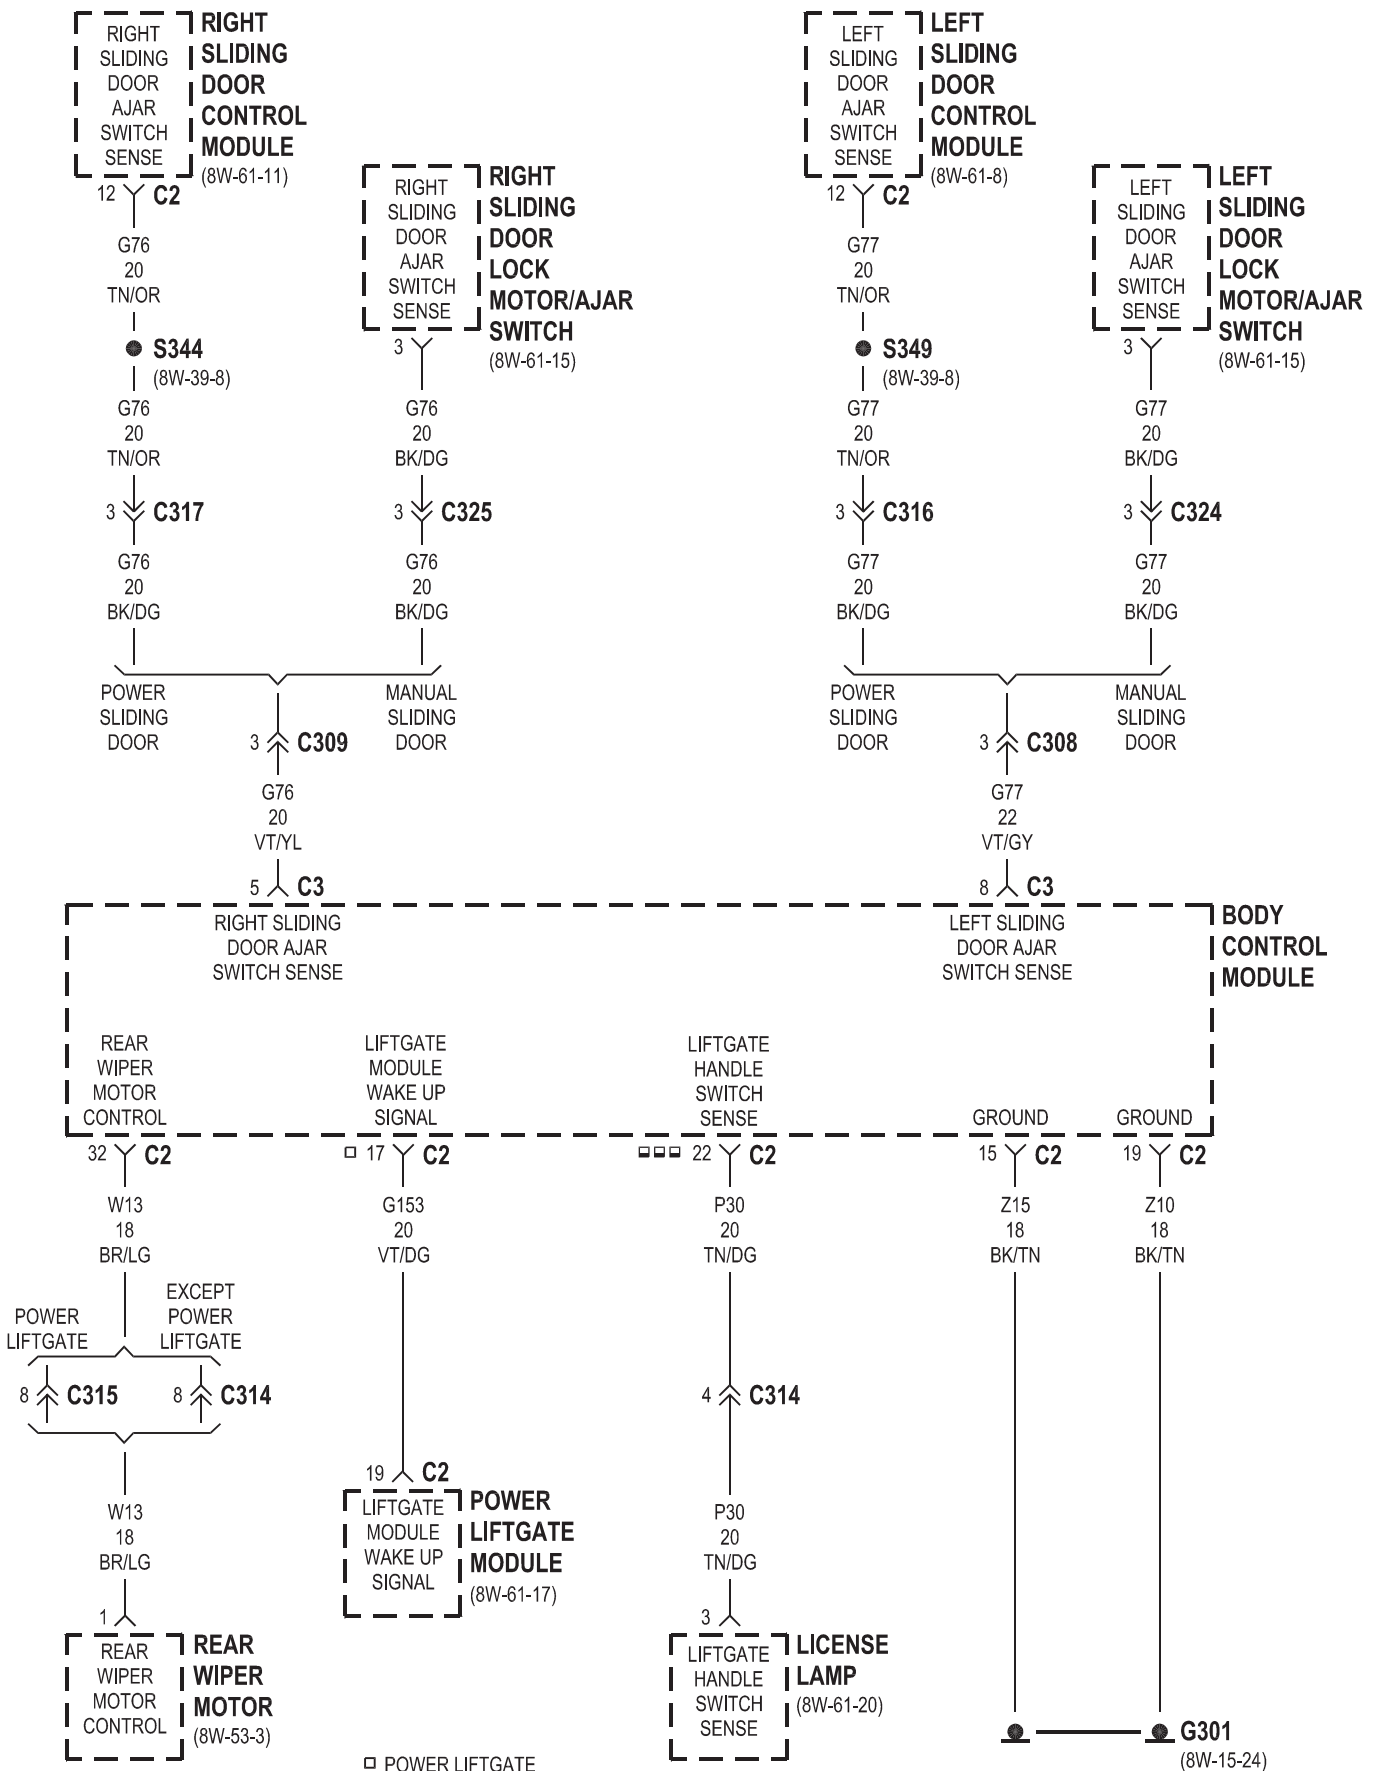 RIGHT
SLIDING
DOOR
AJAR
SWITCH
SENSE
RIGHT
SLIDING
DOOR
CONTROL
MODULE
(8W-61-11)
12 C2
G76
20
TN/OR
S344
(8W-39-8)
G76
20
TN/OR
3 C317
G76
20
BK/DG
POWER
SLIDING
DOOR
RIGHT
SLIDING
DOOR
AJAR
SWITCH
SENSE
RIGHT
SLIDING
DOOR
LOCK
MOTOR/AJAR
SWITCH
(8W-61-15)
3
G76
20
BK/DG
3 C325
G76
20
BK/DG
MANUAL
SLIDING
DOOR
3 C309
G76
20
VT/YL
5 C3
LEFT
SLIDING
DOOR
AJAR
SWITCH
SENSE
LEFT
SLIDING
DOOR
CONTROL
MODULE
(8W-61-8)
12 C2
G77
20
TN/OR
S349
(8W-39-8)
G77
20
TN/OR
3 C316
G77
20
BK/DG
POWER
SLIDING
DOOR
LEFT
SLIDING
DOOR
AJAR
SWITCH
SENSE
LEFT
SLIDING
DOOR
LOCK
MOTOR/AJAR
SWITCH
(8W-61-15)
3
G77
20
BK/DG
3 C324
G77
20
BK/DG
MANUAL
SLIDING
DOOR
3 C308
G77
22
VT/GY
8 C3
RIGHT SLIDING
DOOR AJAR
SWITCH SENSE
LEFT SLIDING
DOOR AJAR
SWITCH SENSE
BODY
CONTROL
MODULE
REAR
WIPER
MOTOR
CONTROL
LIFTGATE
MODULE
WAKE UP
SIGNAL
LIFTGATE
HANDLE
SWITCH
SENSE
GROUND
GROUND
32 C2
W13
18
BR/LG
POWER
LIFTGATE
EXCEPT
POWER
LIFTGATE
8 C315
8 C314
W13
18
BR/LG
1
REAR
WIPER
MOTOR
CONTROL
REAR
WIPER
MOTOR
(8W-53-3)
17 C2
G153
20
VT/DG
19 C2
LIFTGATE
MODULE
WAKE UP
SIGNAL
POWER
LIFTGATE
MODULE
(8W-61-17)
22 C2
P30
20
TN/DG
4 C314
P30
20
TN/DG
3
LIFTGATE
HANDLE
SWITCH
SENSE
LICENSE
LAMP
(8W-61-20)
15 C2
Z15
18
BK/TN
19 C2
Z10
18
BK/TN
G301
(8W-15-24)
POWER LIFTGATE